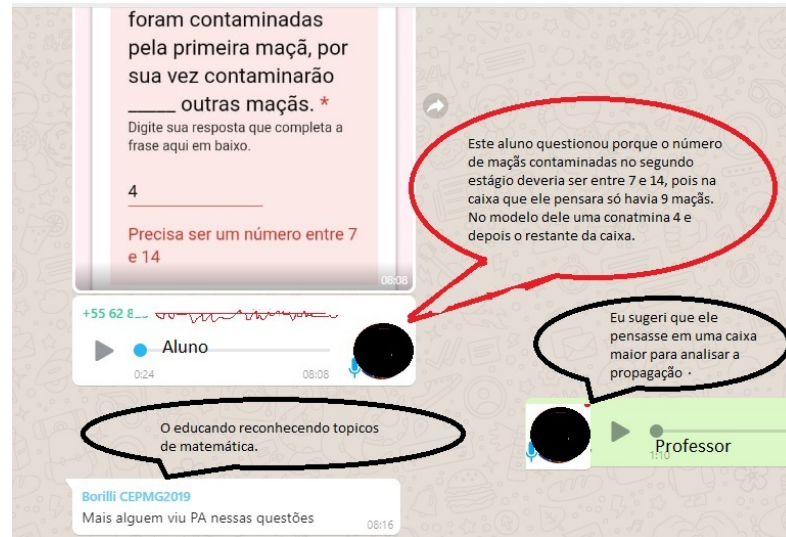 foram contaminadas
pela primeira maçã, por
sua vez contaminarão
_____ outras maçãs. *
Digite sua resposta que completa a
frase aqui em baixo.
4
Precisa ser um número entre 7
e 14
08:08
Este aluno questionou porque o número
de maçãs contaminadas no segundo
estágio deveria ser entre 7 e 14, pois na
caixa que ele pensara só havia 9 maçãs.
No modelo dele uma conatmina 4 e
depois o restante da caixa.
+55 62 8
Aluno
0:24
08:08
Eu sugeri que ele
pensasse em uma caixa
maior para analisar a
propagação .
Professor
1:10
O educando reconhecendo topicos
de matemática.
Borilli CEPMG2019
Mais alguem viu PA nessas questões
08:16